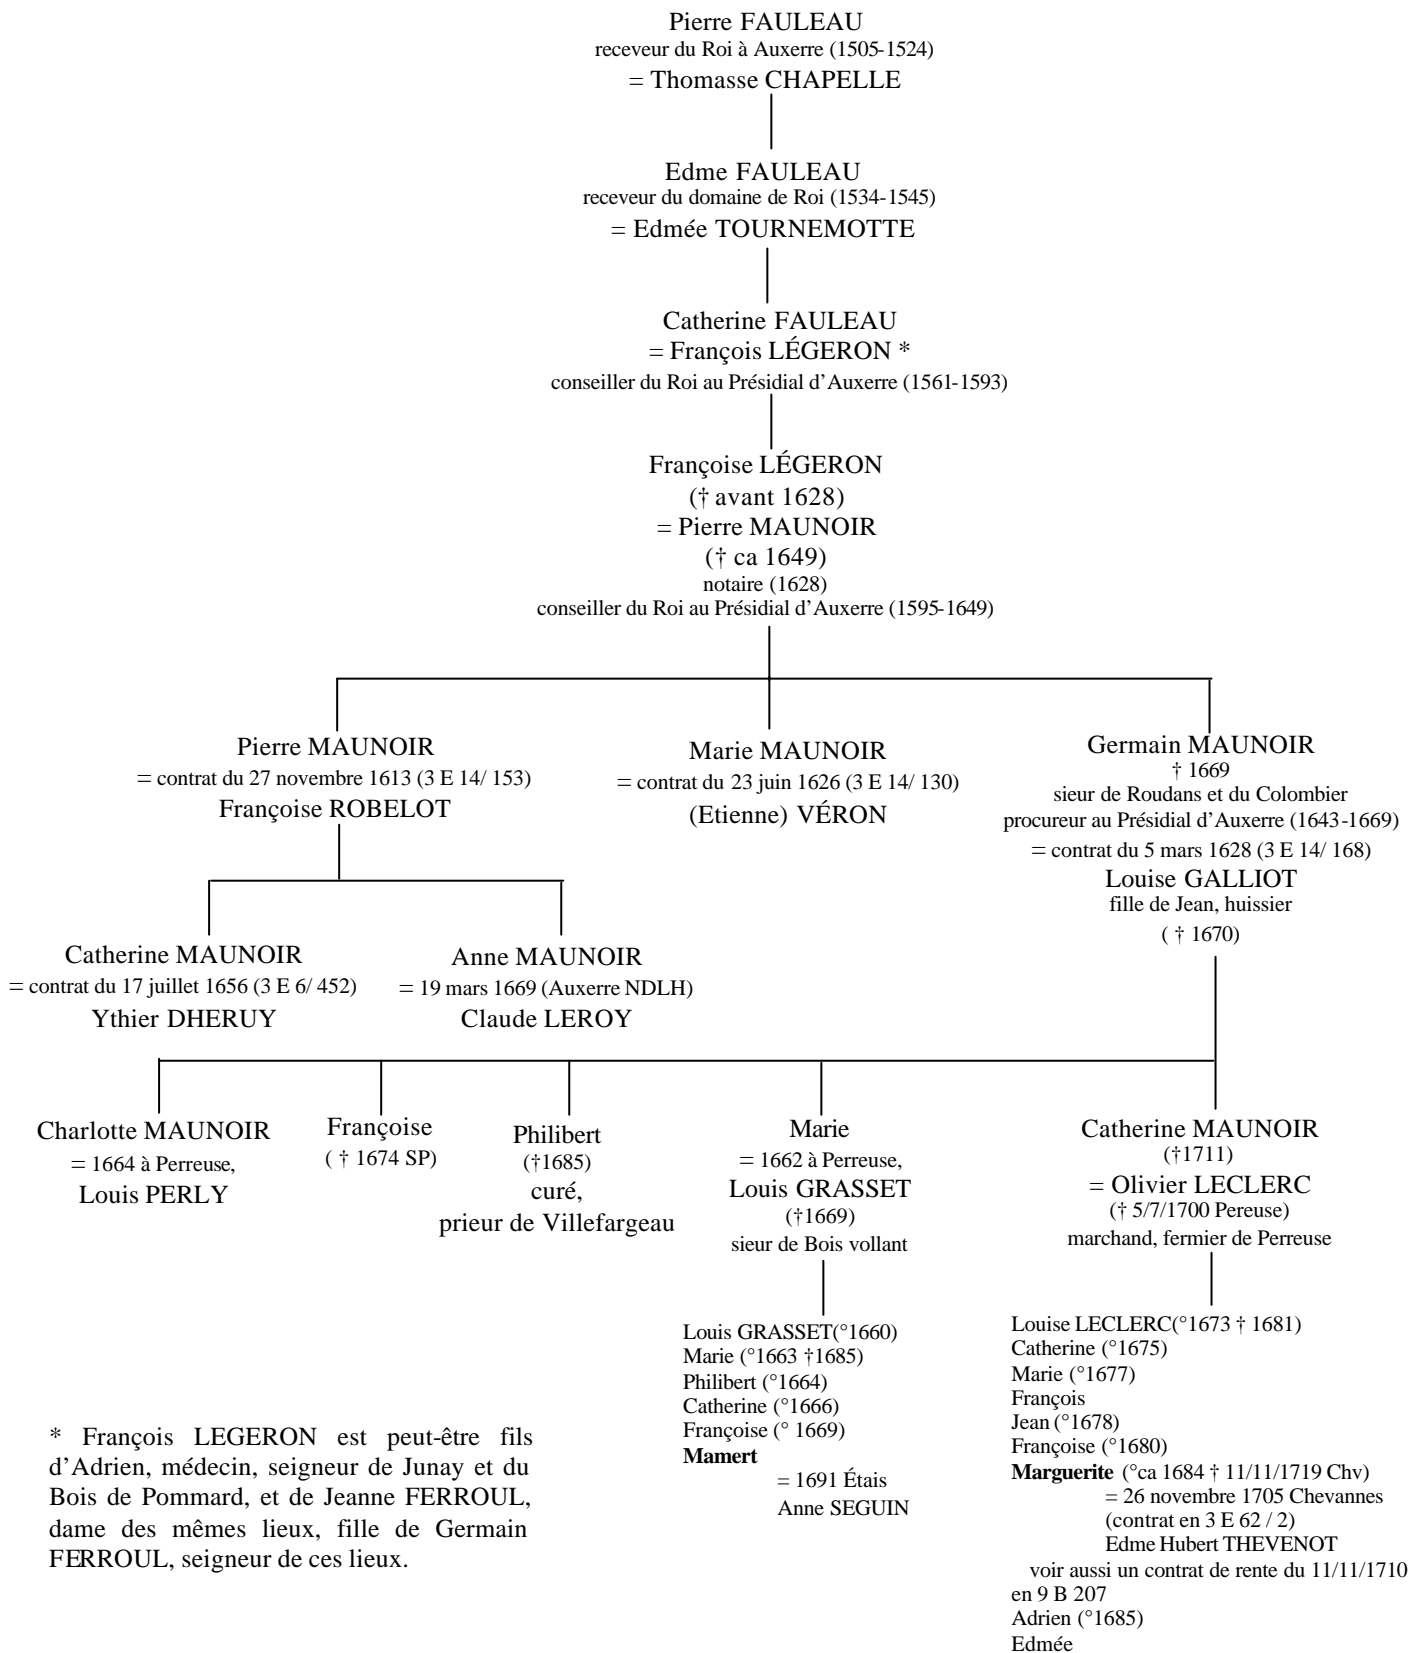 Pierre FAULEAU
receveur du Roi à Auxerre (1505-1524)
= Thomasse CHAPELLE
Edme FAULEAU
receveur du domaine de Roi (1534-1545)
= Edmée TOURNEMOTTE
Catherine FAULEAU
= François LÉGERON *
conseiller du Roi au Présidial d'Auxerre (1561-1593)
Françoise LÉGERON
(† avant 1628)
= Pierre MAUNOIR
(† ca 1649)
notaire (1628)
conseiller du Roi au Présidial d'Auxerre (1595-1649)
Pierre MAUNOIR
= contrat du 27 novembre 1613 (3 E 14/ 153)
Françoise ROBELOT
Marie MAUNOIR
= contrat du 23 juin 1626 (3 E 14/ 130)
(Etienne) VÉRON
Germain MAUNOIR
† 1669
sieur de Roudans et du Colombier
procureur au Présidial d'Auxerre (1643-1669)
= contrat du 5 mars 1628 (3 E 14/ 168)
Louise GALLIOT
fille de Jean, huissier
( † 1670)
Catherine MAUNOIR
= contrat du 17 juillet 1656 (3 E 6/ 452)
Ythier DHERUY
Anne MAUNOIR
= 19 mars 1669 (Auxerre NDLH)
Claude LEROY
Charlotte MAUNOIR
= 1664 à Perreuse,
Louis PERLY
Françoise
( † 1674 SP)
Philibert
(†1685)
curé,
prieur de Villefargeau
Marie
= 1662 à Perreuse,
Louis GRASSET
(†1669)
sieur de Bois vollant
Catherine MAUNOIR
(†1711)
= Olivier LECLERC
(† 5/7/1700 Pereuse)
marchand, fermier de Perreuse
Louis GRASSET(°1660)
Marie (°1663 †1685)
Philibert (°1664)
Catherine (°1666)
Françoise (° 1669)
Mamert
= 1691 Étais
Anne SEGUIN
Louise LECLERC(°1673 † 1681)
Catherine (°1675)
Marie (°1677)
François
Jean (°1678)
Françoise (°1680)
Marguerite (°ca 1684 † 11/11/1719 Chv)
= 26 novembre 1705 Chevannes
(contrat en 3 E 62 / 2)
Edme Hubert THEVENOT
voir aussi un contrat de rente du 11/11/1710
en 9 B 207
Adrien (°1685)
Edmée
* François LEGERON est peut-être fils
d'Adrien, médecin, seigneur de Junay et du
Bois de Pommard, et de Jeanne FERROUL,
dame des mêmes lieux, fille de Germain
FERROUL, seigneur de ces lieux.